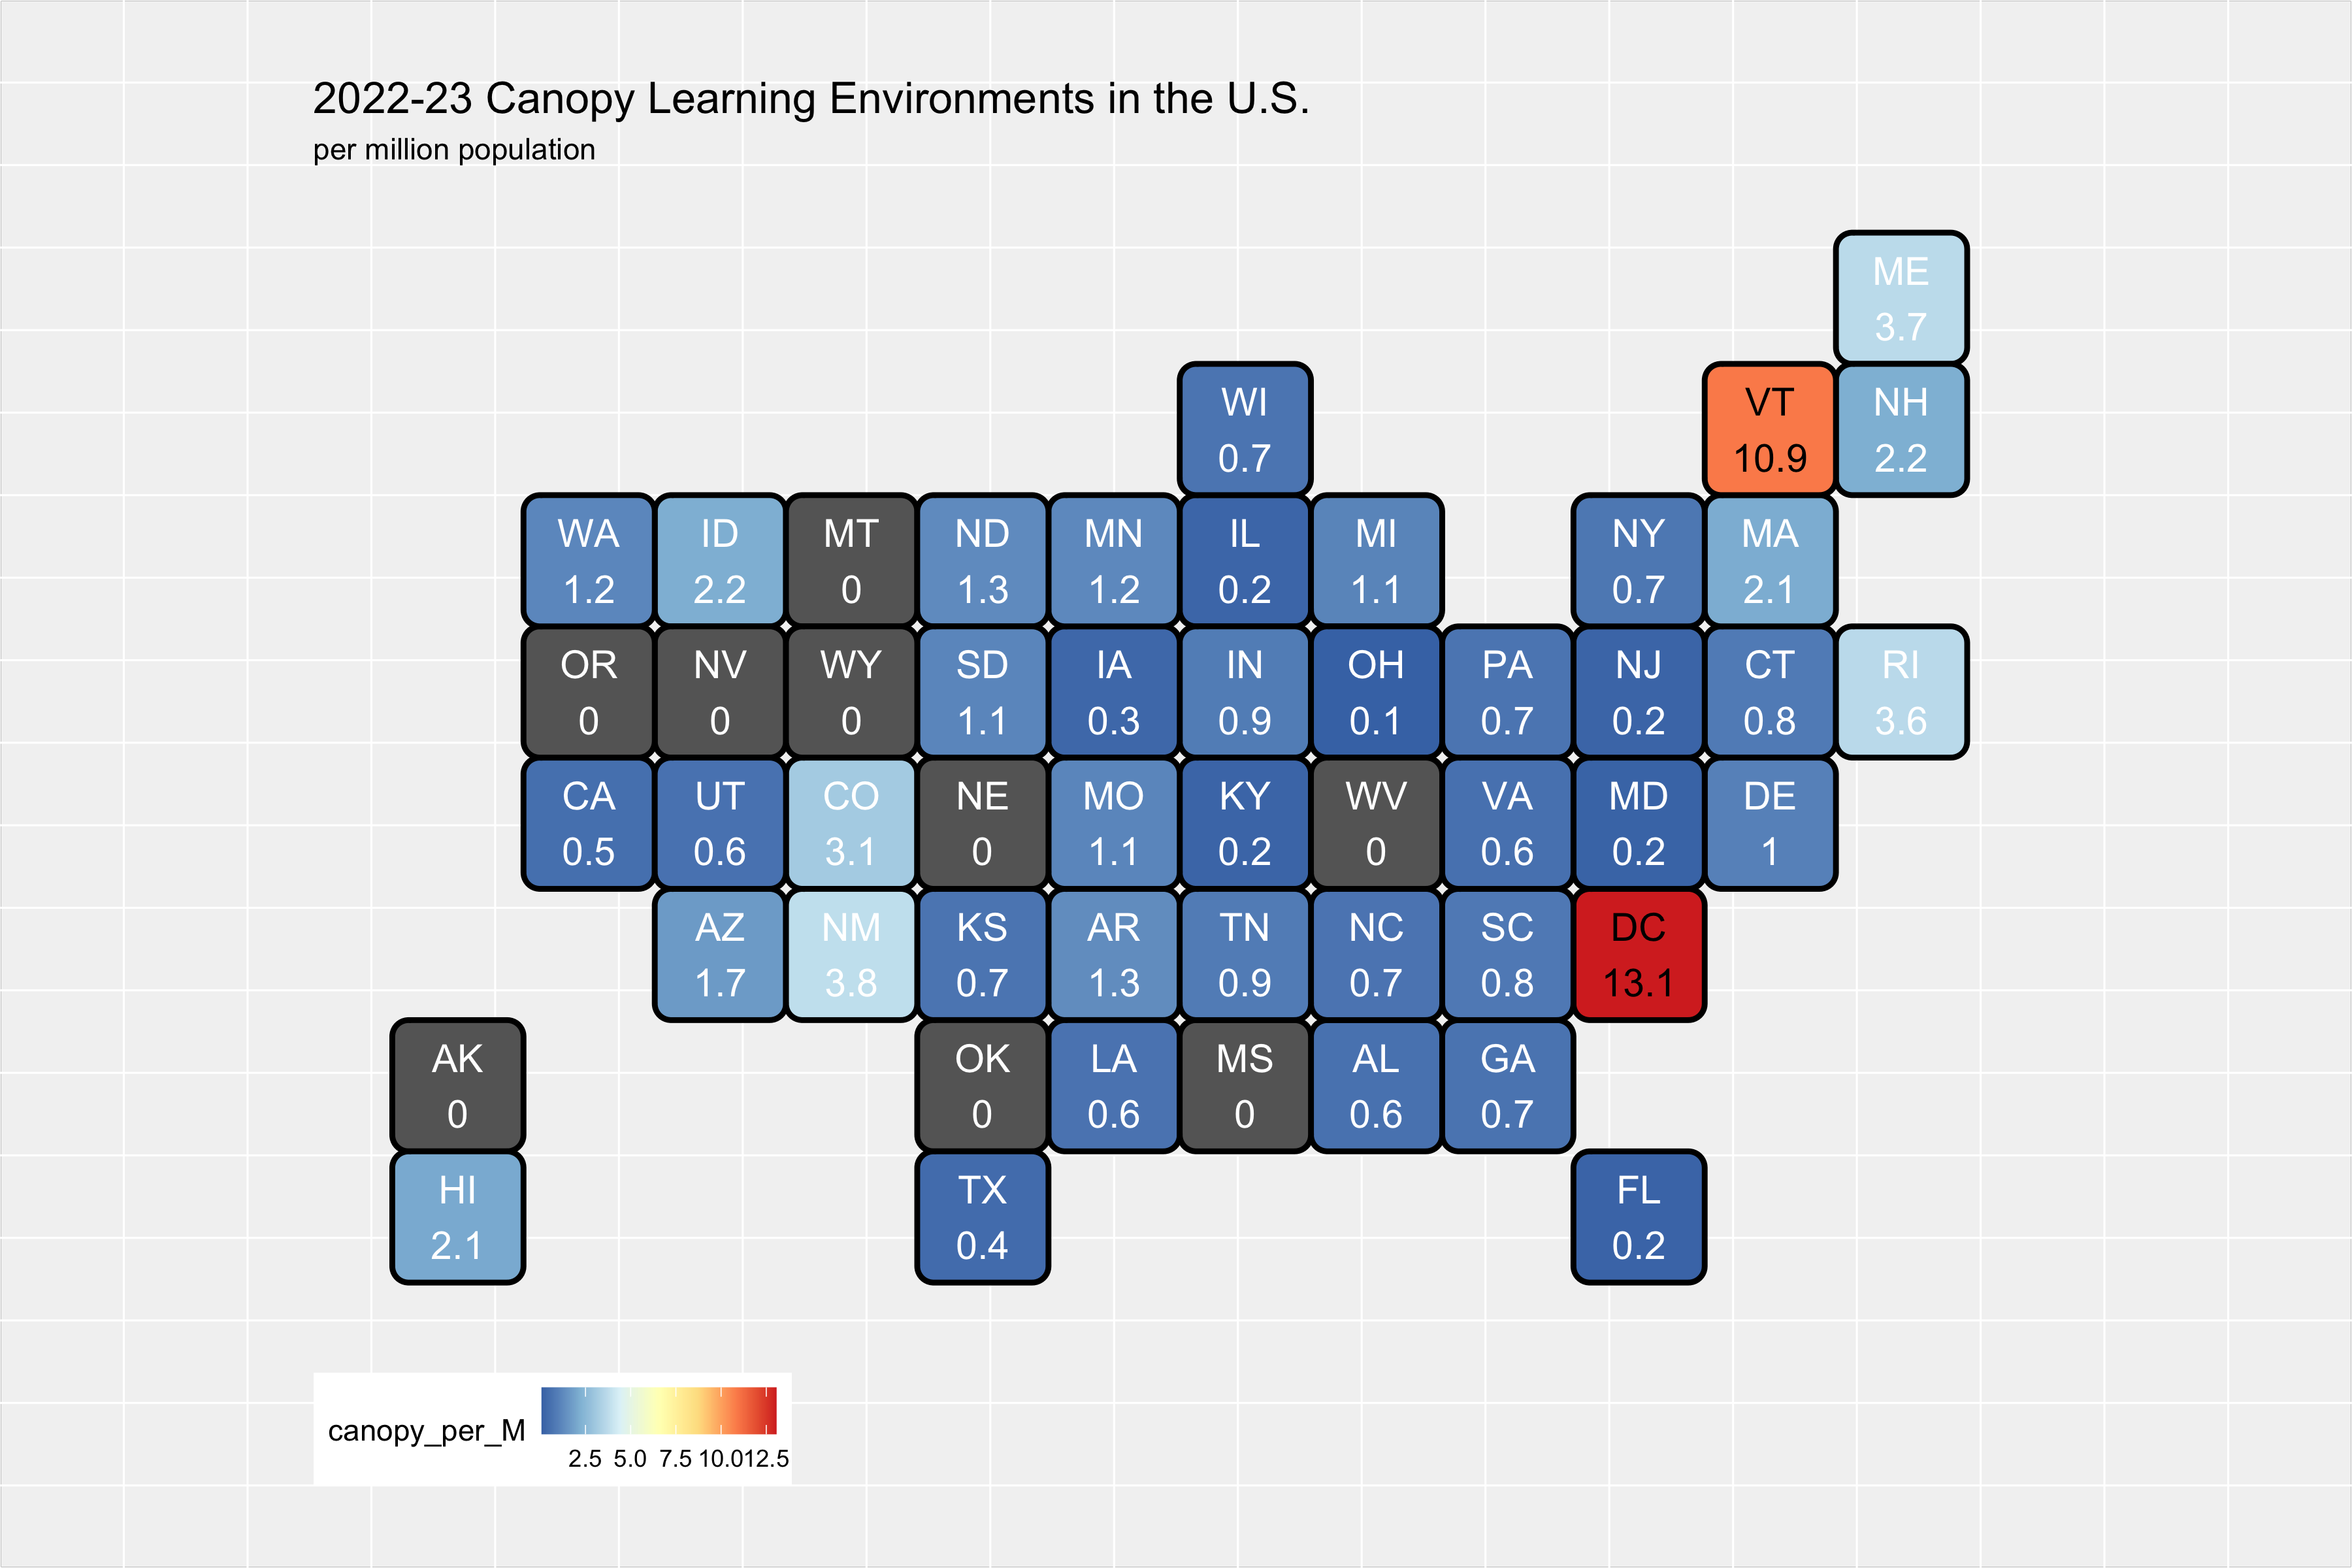 2022-23 Canopy Learning Environments in the U.S.
per million population
ME
3.7
WI VT NH
0.7 10.9 2.2
WA ID MT ND MN IL MI NY MA
1.2 2.2 0 1.3 1.2 0.2 1.1 0.7 2.1
OR NV WY SD IA IN OH PA NJ CT RI
0 0 0 1.1 0.3 0.9 0.1 0.7 0.2 0.8 3.6
CA UT CO NE MO KY WV VA MD DE
0.5 0.6 3.1 0 1.1 0.2 0 0.6 0.2 1
AZ NM KS AR TN NC SC DC
1.7 3.8 0.7 1.3 0.9 0.7 0.8 13.1
AK OK LA MS AL GA
0 0 0.6 0 0.6 0.7
HI TX FL
2.1 0.4 0.2
canopy_per_M
2.5 5.0 7.5 10.0 12.5